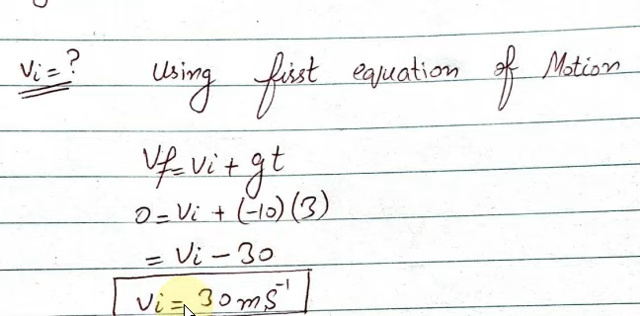 Vi = ? Using first equation of Motion
Vf = Vi + gt
0 = Vi + (-10) (3)
= Vi - 30
Vi = 30 mS⁻¹